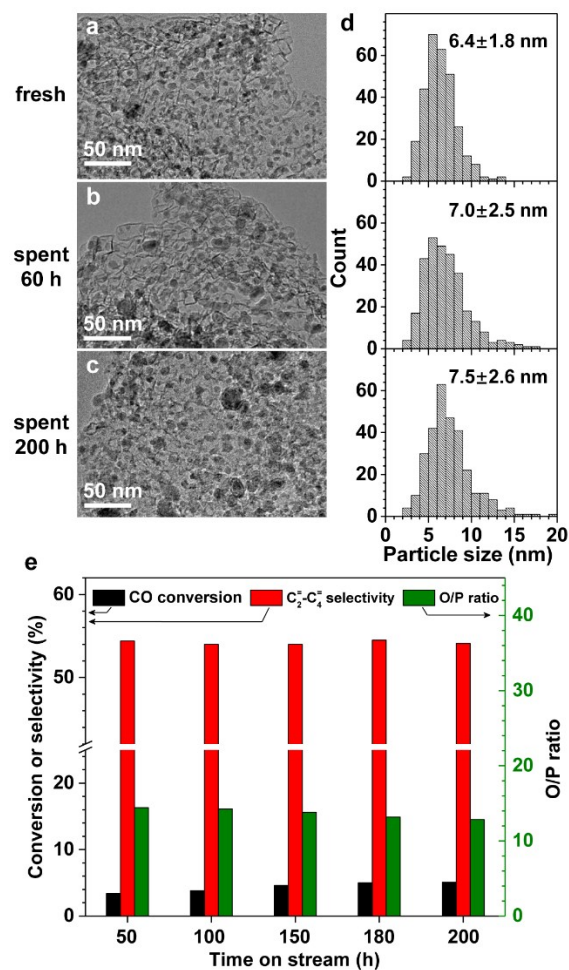 a
fresh
50 nm
b
spent
60 h
50 nm
c
spent
200 h
50 nm
d
6.4±1.8 nm
60
40
20
0
7.0±2.5 nm
60
40
20
0
Count
7.5±2.6 nm
60
40
20
0
0 5 10 15 20
Particle size (nm)
e
CO conversion C₂⁼-C₄⁼ selectivity O/P ratio
60
50
20
10
0
Conversion or selectivity (%)
40
30
20
10
0
O/P ratio
50 100 150 180 200
Time on stream (h)